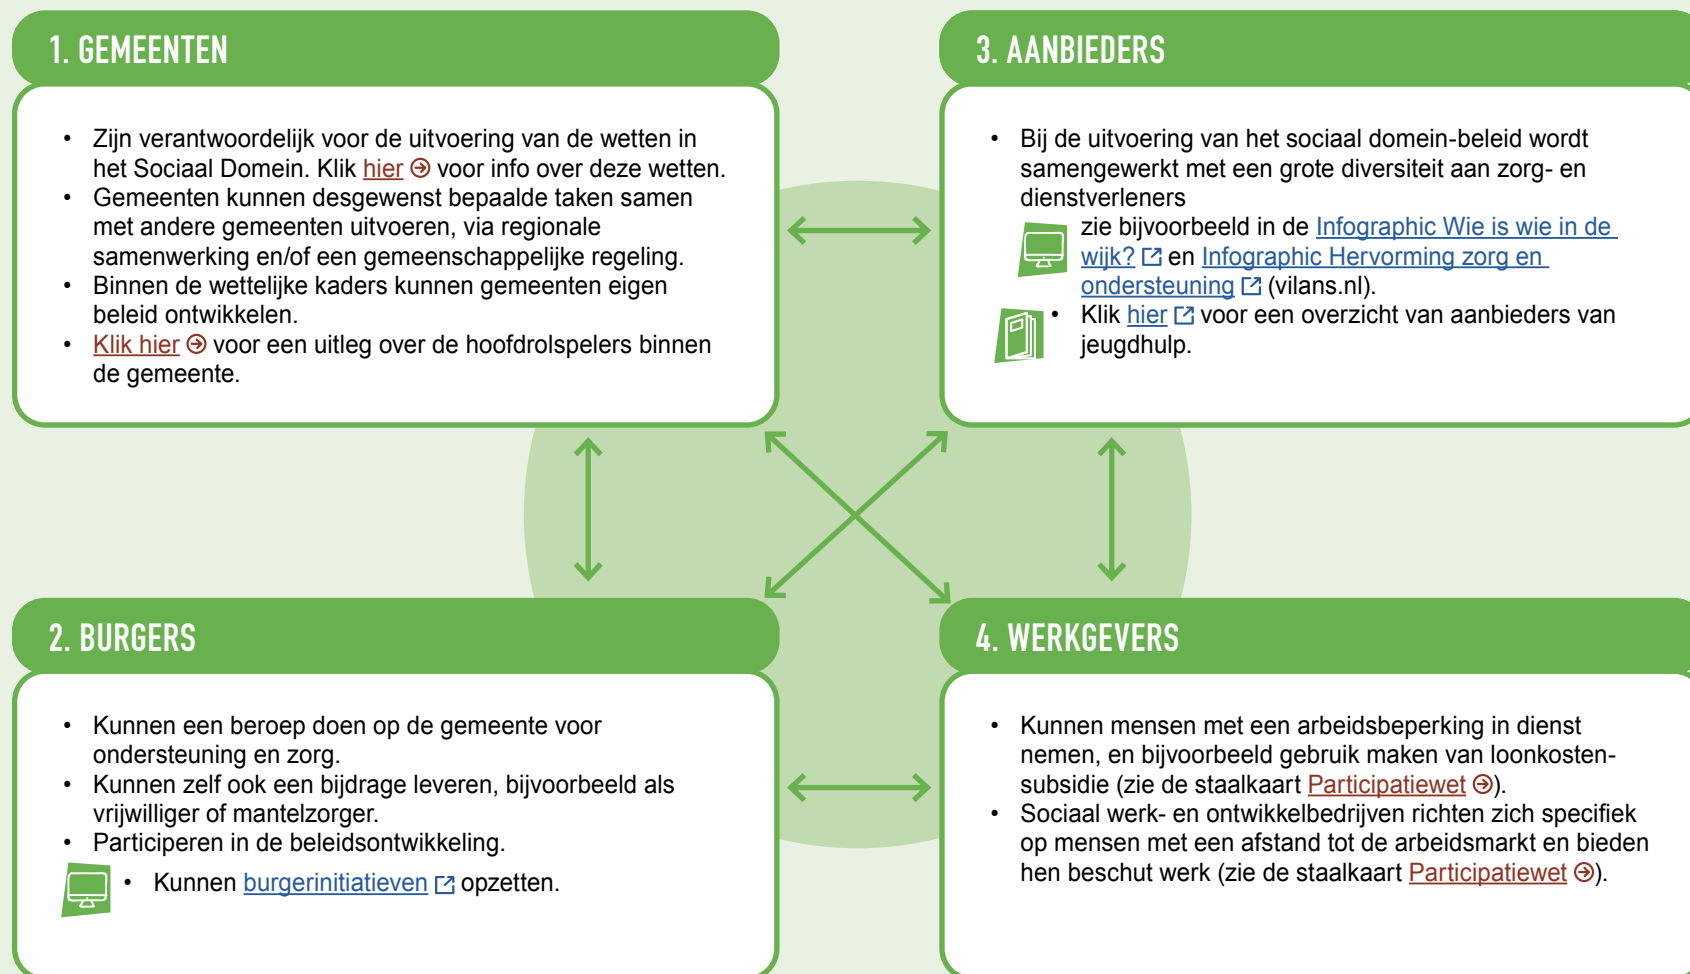 1. GEMEENTEN
• Zijn verantwoordelijk voor de uitvoering van de wetten in
het Sociaal Domein. Klik hier voor info over deze wetten.
• Gemeenten kunnen desgewenst bepaalde taken samen
met andere gemeenten uitvoeren, via regionale
samenwerking en/of een gemeenschappelijke regeling.
• Binnen de wettelijke kaders kunnen gemeenten eigen
beleid ontwikkelen.
• Klik hier voor een uitleg over de hoofdrolspelers binnen
de gemeente.
2. BURGERS
• Kunnen een beroep doen op de gemeente voor
ondersteuning en zorg.
• Kunnen zelf ook een bijdrage leveren, bijvoorbeeld als
vrijwilliger of mantelzorger.
• Participeren in de beleidsontwikkeling.
• Kunnen burgerinitiatieven opzetten.
3. AANBIEDERS
• Bij de uitvoering van het sociaal domein-beleid wordt
samengewerkt met een grote diversiteit aan zorg- en
dienstverleners
zie bijvoorbeeld in de Infographic Wie is wie in de
wijk? en Infographic Hervorming zorg en
ondersteuning (vilans.nl).
• Klik hier voor een overzicht van aanbieders van
jeugdhulp.
4. WERKGEVERS
• Kunnen mensen met een arbeidsbeperking in dienst
nemen, en bijvoorbeeld gebruik maken van loonkosten-
subsidie (zie de staalkaart Participatiewet).
• Sociaal werk- en ontwikkelbedrijven richten zich specifiek
op mensen met een afstand tot de arbeidsmarkt en bieden
hen beschut werk (zie de staalkaart Participatiewet).